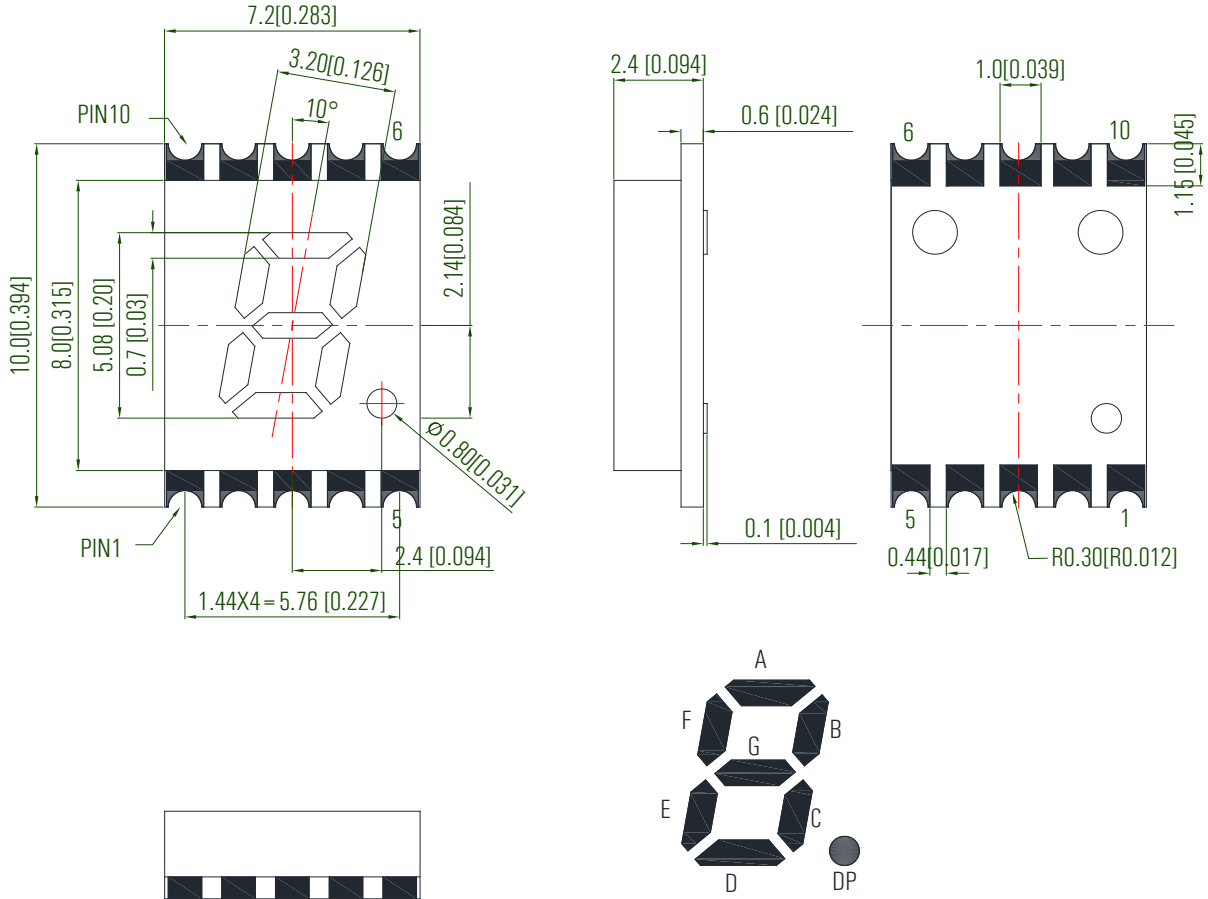 7.2[0.283]
3.20[0.126]
10°
PIN10
6
10.0[0.394]
8.0[0.315]
5.08 [0.20]
0.7 [0.03]
2.14[0.084]
Ø0.80[0.031]
PIN1
5
2.4 [0.094]
1.44X4 = 5.76 [0.227]
2.4 [0.094]
0.6 [0.024]
0.1 [0.004]
1.0[0.039]
6
10
1.15 [0.045]
5
1
0.44[0.017]
R0.30[R0.012]
A
F
B
G
E
C
D
DP